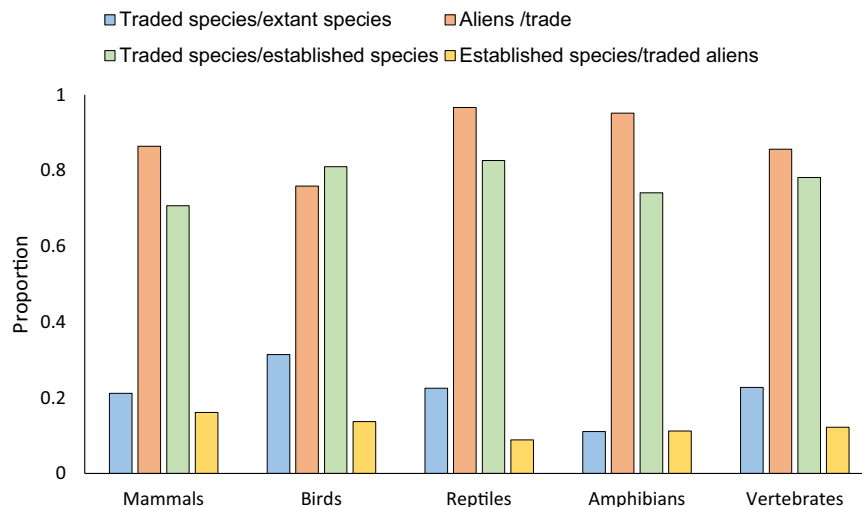 Traded species/extant species Aliens /trade
Traded species/established species Established species/traded aliens
1
0.8
0.6
0.4
0.2
0
Proportion
Mammals Birds Reptiles Amphibians Vertebrates